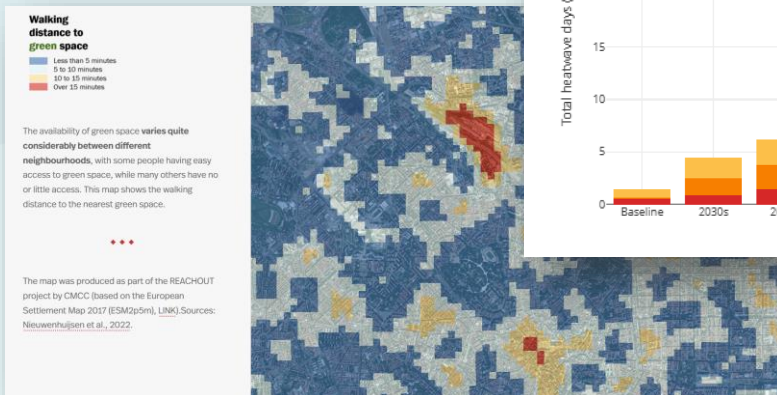 Walking
distance to
green space
Less than 5 minutes
5 to 10 minutes
10 to 15 minutes
Over 15 minutes
The availability of green space varies quite
considerably between different
neighbourhoods, with some people having easy
access to green space, while many others have no
or little access. This map shows the walking
distance to the nearest green space.
The map was produced as part of the REACHOUT
project by CMCC (based on the European
Settlement Map 2017 (ESM2p5m), LINK).Sources:
Nieuwenhuijsen et al., 2022.
Total heatwave days
15
10
5
0
Baseline
2030s